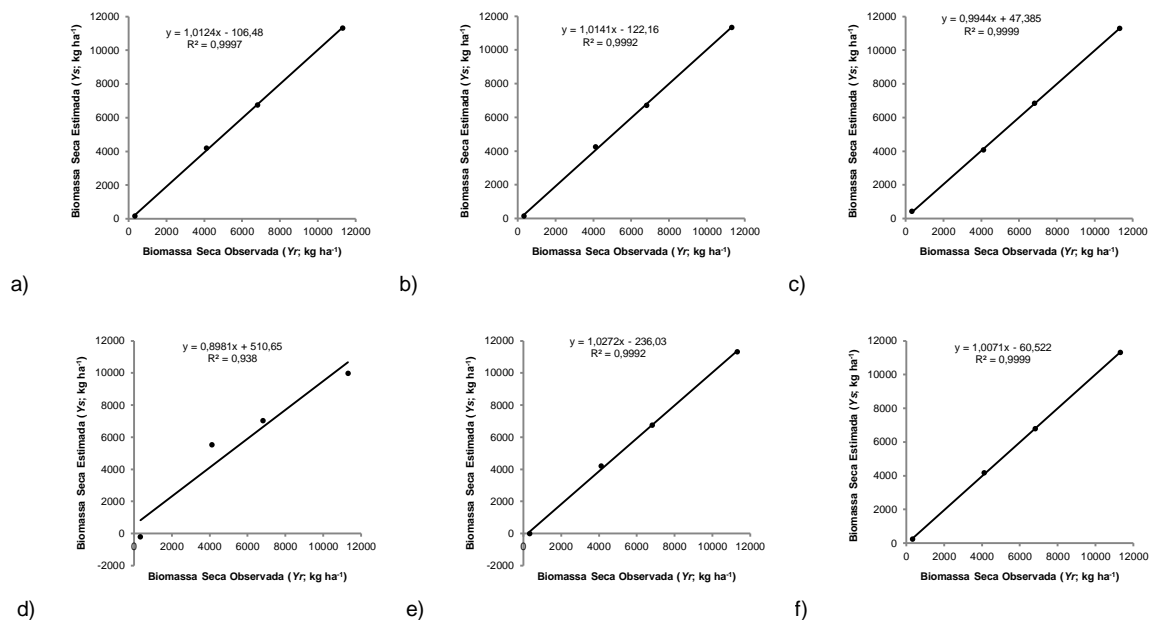 y = 1,0124x - 106,48
R² = 0,9997
Biomassa Seca Estimada (Ys; kg ha⁻¹)
12000
10000
8000
6000
4000
2000
0
0 2000 4000 6000 8000 10000 12000
Biomassa Seca Observada (Yr; kg ha⁻¹)
a)
y = 1,0141x - 122,16
R² = 0,9992
Biomassa Seca Estimada (Ys; kg ha⁻¹)
12000
10000
8000
6000
4000
2000
0
0 2000 4000 6000 8000 10000 12000
Biomassa Seca Observada (Yr; kg ha⁻¹)
b)
y = 0,9944x + 47,385
R² = 0,9999
Biomassa Seca Estimada (Ys; kg ha⁻¹)
12000
10000
8000
6000
4000
2000
0
0 2000 4000 6000 8000 10000 12000
Biomassa Seca Observada (Yr; kg ha⁻¹)
c)
y = 0,8981x + 510,65
R² = 0,938
Biomassa Seca Estimada (Ys; kg ha⁻¹)
12000
10000
8000
6000
4000
2000
0
-2000
0 2000 4000 6000 8000 10000 12000
Biomassa Seca Observada (Yr; kg ha⁻¹)
d)
y = 1,0272x - 236,03
R² = 0,9992
Biomassa Seca Estimada (Ys; kg ha⁻¹)
12000
10000
8000
6000
4000
2000
0
-2000
0 2000 4000 6000 8000 10000 12000
Biomassa Seca Observada (Yr; kg ha⁻¹)
e)
y = 1,0071x - 60,522
R² = 0,9999
Biomassa Seca Estimada (Ys; kg ha⁻¹)
12000
10000
8000
6000
4000
2000
0
0 2000 4000 6000 8000 10000 12000
Biomassa Seca Observada (Yr; kg ha⁻¹)
f)